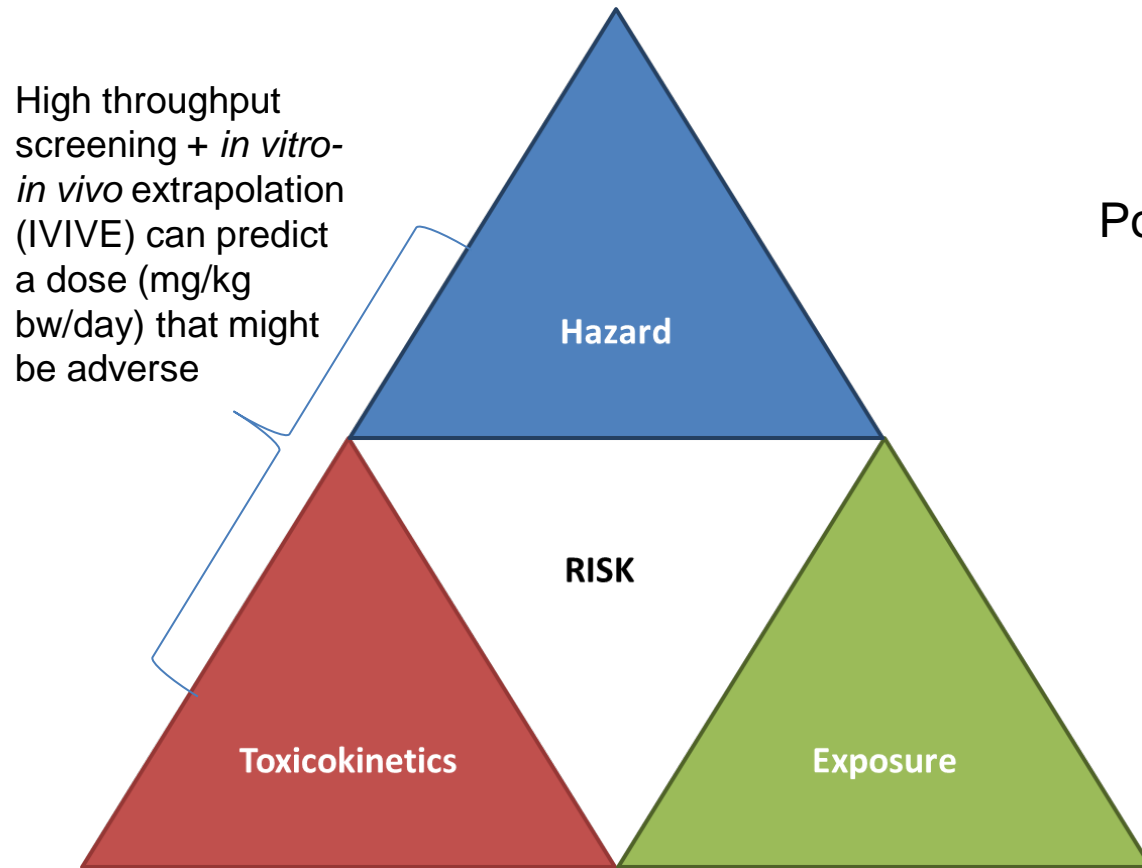 High throughput
screening + in vitro-
in vivo extrapolation
(IVIVE) can predict
a dose (mg/kg
bw/day) that might
be adverse
Po
Hazard
RISK
Toxicokinetics
Exposure